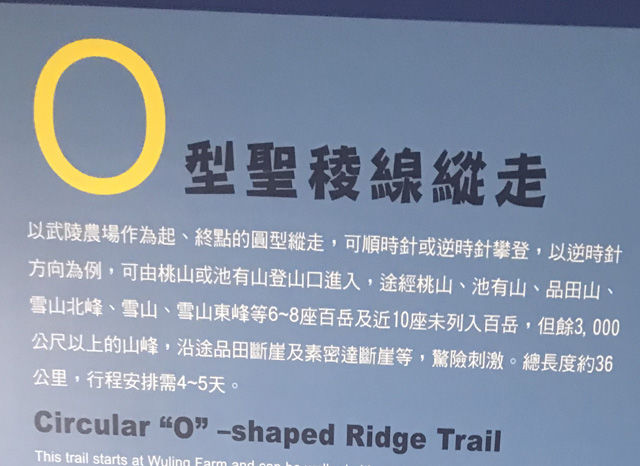 O型聖稜線縱走
以武陵農場作為起、終點的圓型縱走，可順時針或逆時針攀登，以逆時針
方向為例，可由桃山或池有山登山口進入，途經桃山、池有山、品田山、
雪山北峰、雪山、雪山東峰等6~8座百岳及近10座未列入百岳，但餘3, 000
公尺以上的山峰，沿途品田斷崖及素密達斷崖等，驚險刺激。總長度約36
公里，行程安排需4~5天。
Circular “O” –shaped Ridge Trail
This trail starts at Wuling Farm and can be